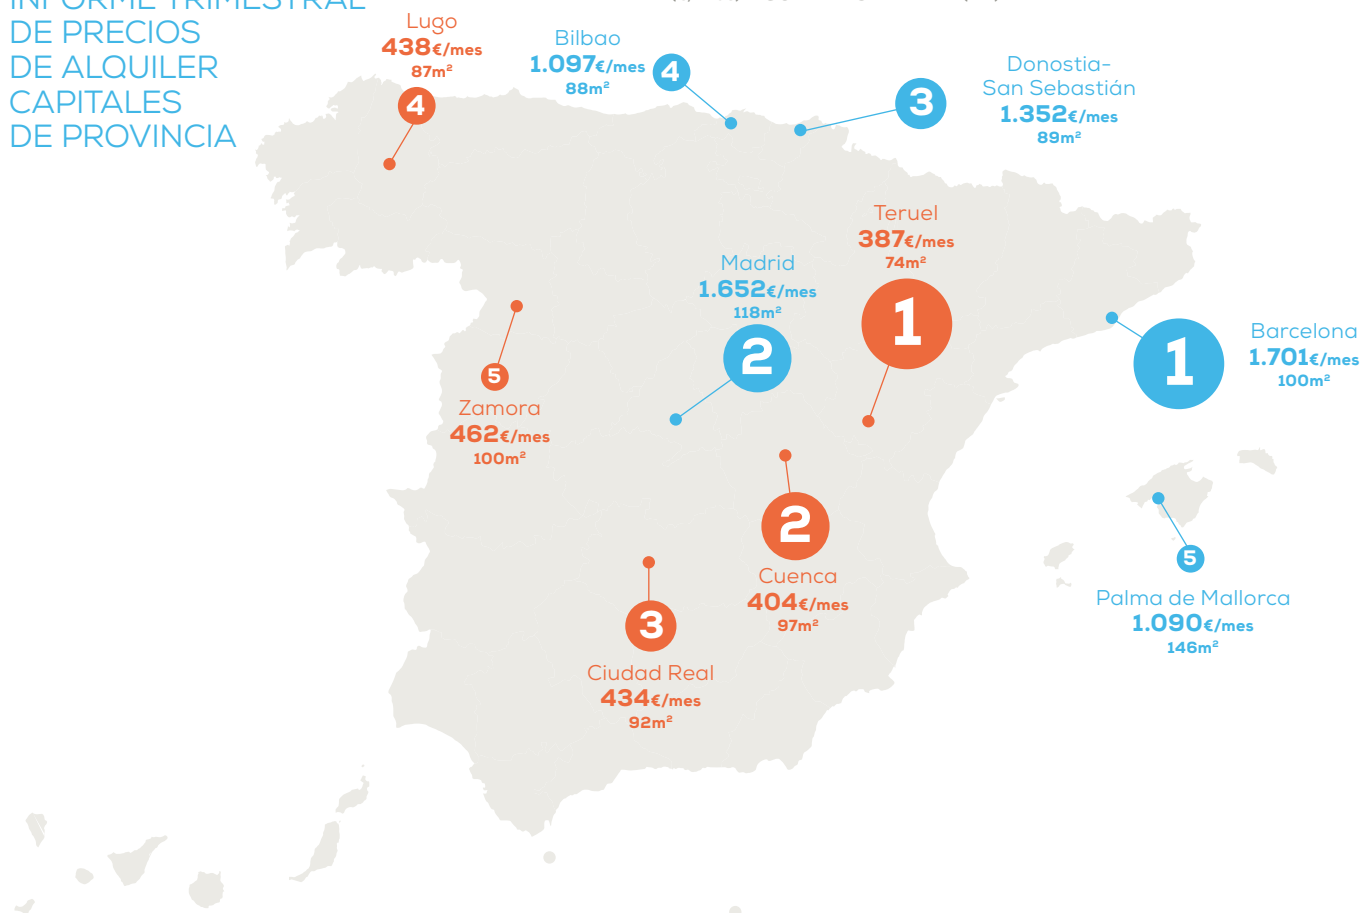 INFORME TRIMESTRAL
DE PRECIOS
DE ALQUILER
CAPITALES
DE PROVINCIA
Lugo
438€/mes
87m²
4
Bilbao
1.097€/mes
88m²
4
3
Donostia-
San Sebastián
1.352€/mes
89m²
Teruel
387€/mes
74m²
1
Madrid
1.652€/mes
118m²
2
1
Barcelona
1.701€/mes
100m²
5
Zamora
462€/mes
100m²
2
Cuenca
404€/mes
97m²
3
Ciudad Real
434€/mes
92m²
5
Palma de Mallorca
1.090€/mes
146m²